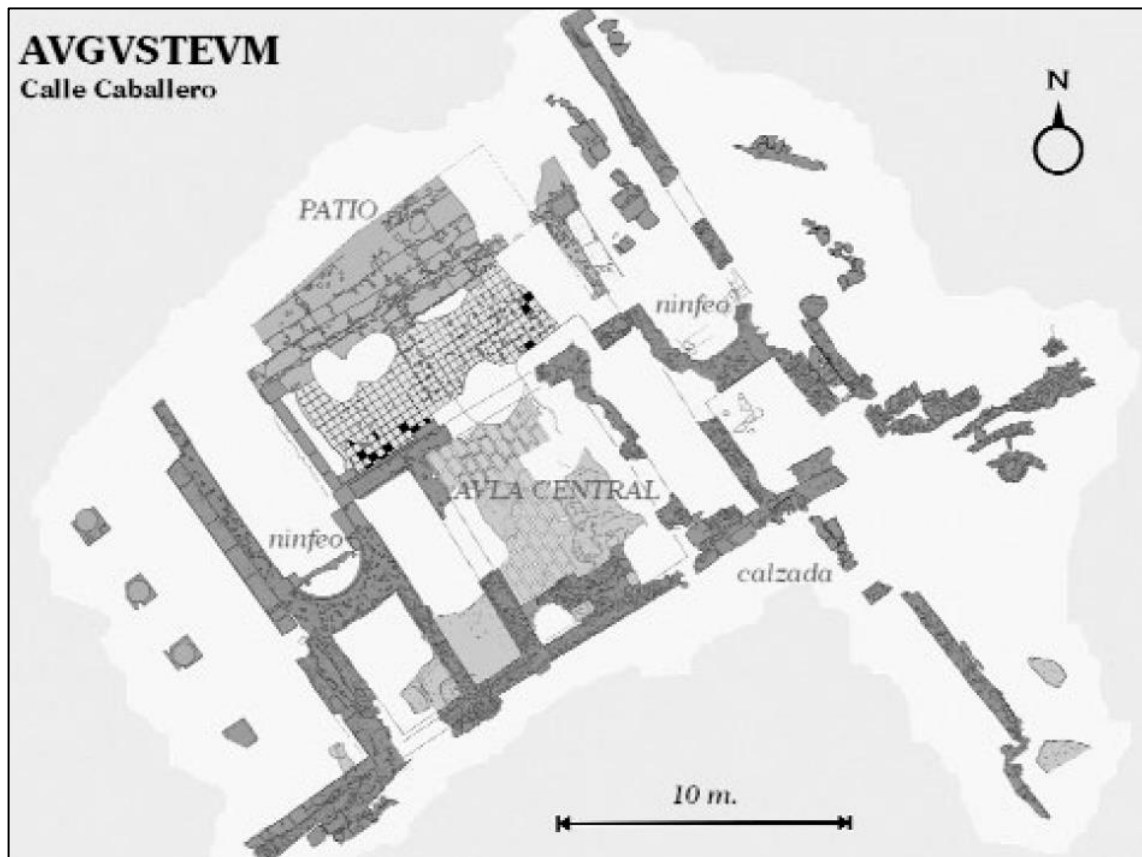 AVGVSTEVM
Calle Caballero
N
PATIO
ninfeo
AVLA CENTRAL
ninfeo
calzada
10 m.